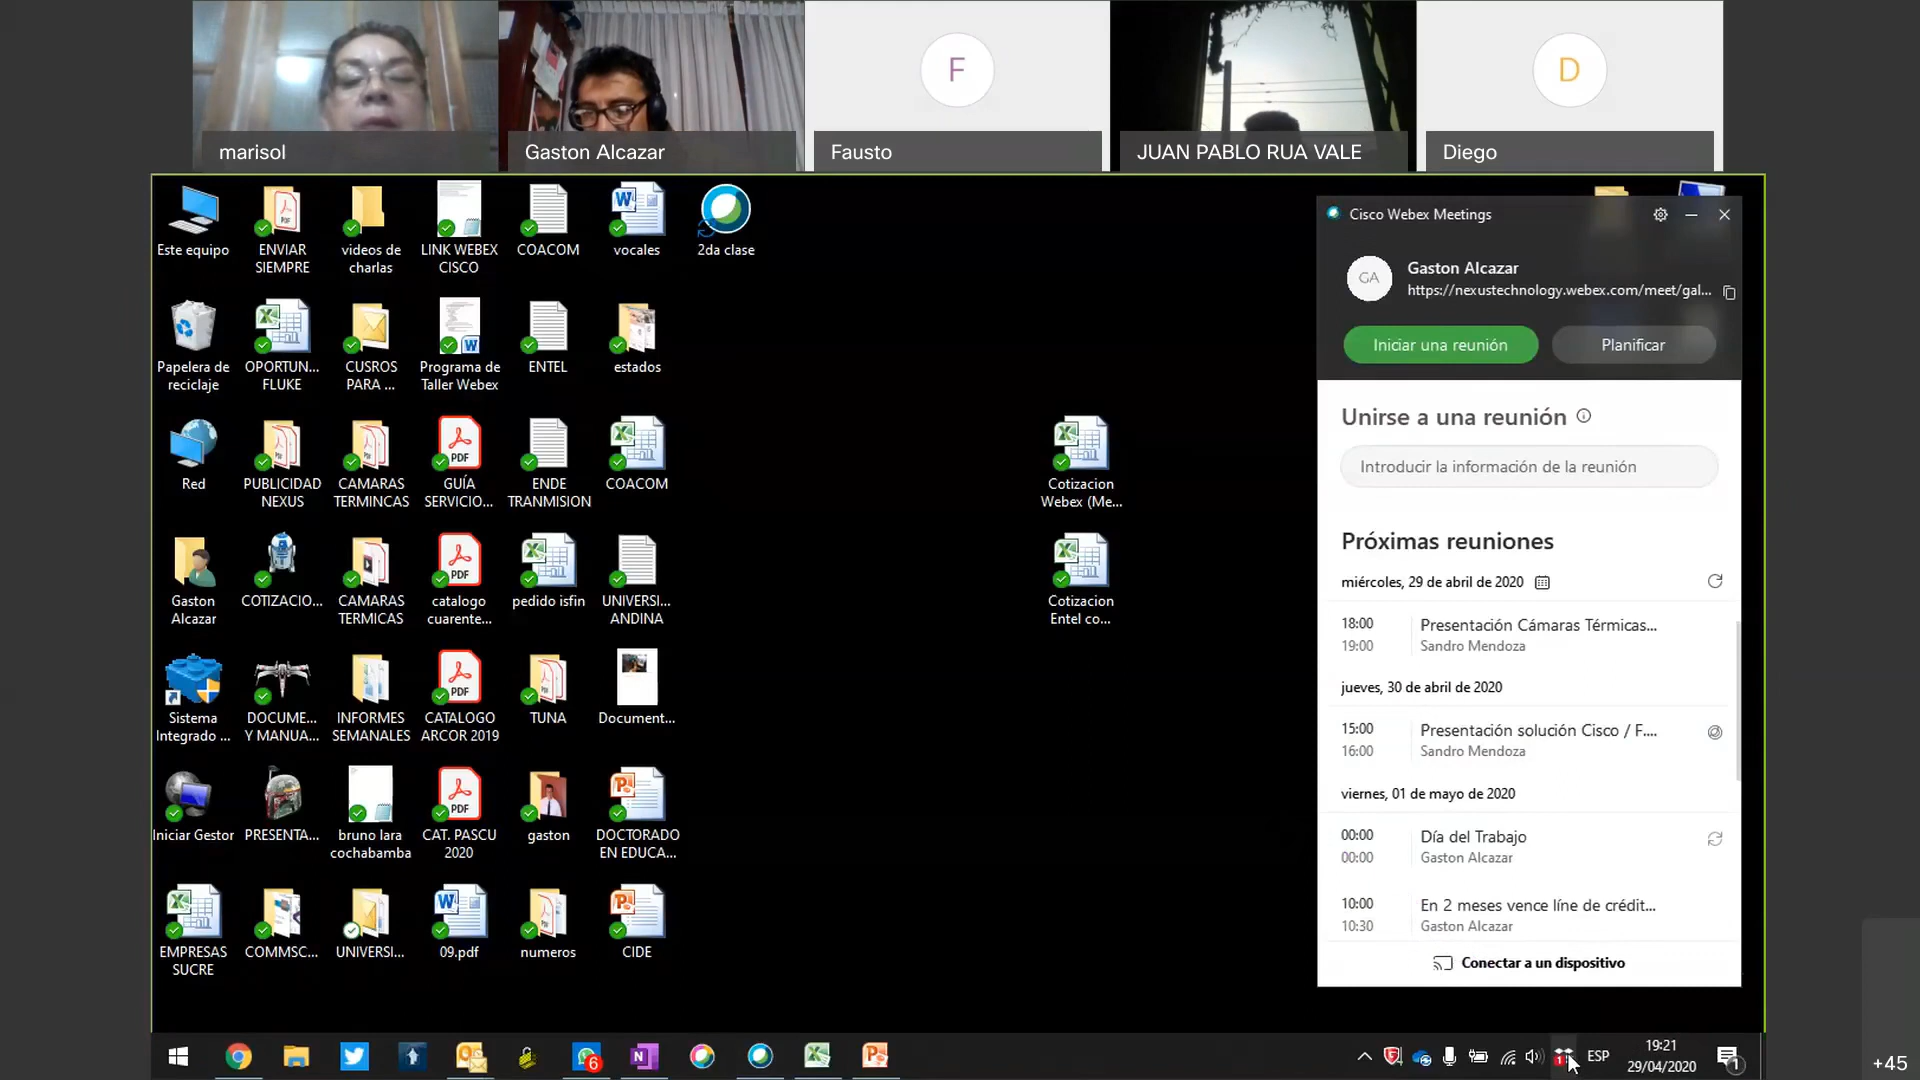 F
D
marisol
Gaston Alcazar
Fausto
JUAN PABLO RUA VALE
Diego
Este equipo
ENVIAR
SIEMPRE
videos de
charlas
LINK WEBEX
CISCO
COACOM
vocales
2da clase
Papelera de
reciclaje
OPORTUN...
FLUKE
CUSROS
PARA ...
Programa de
Taller Webex
ENTEL
estados
Red
PUBLICIDAD
NEXUS
CAMARAS
TERMINCAS
PDF
GUÍA
SERVICIO...
ENDE
TRANMISION
COACOM
Gaston
Alcazar
COTIZACIO...
CAMARAS
TERMICAS
PDF
catalogo
cuarente...
pedido isfin
UNIVERSI...
ANDINA
Sistema
Integrado ...
DOCUME...
Y MANUA...
INFORMES
SEMANALES
PDF
CATALOGO
ARCOR 2019
TUNA
Document...
Iniciar Gestor
PRESENTA...
bruno lara
cochabamba
PDF
CAT. PASCU
2020
gaston
DOCTORADO
EN EDUCA...
EMPRESAS
SUCRE
COMMSC...
UNIVERSI...
09.pdf
numeros
CIDE
Cotizacion
Webex (Me...
Cotizacion
Entel co...
Cisco Webex Meetings
GA
Gaston Alcazar
https://nexustechnology.webex.com/meet/gal...
Iniciar una reunión
Planificar
Unirse a una reunión
Introducir la información de la reunión
Próximas reuniones
miércoles, 29 de abril de 2020
18:00 Presentación Cámaras Térmicas...
19:00 Sandro Mendoza
jueves, 30 de abril de 2020
15:00 Presentación solución Cisco / F....
16:00 Sandro Mendoza
viernes, 01 de mayo de 2020
00:00 Día del Trabajo
00:00 Gaston Alcazar
10:00 En 2 meses vence líne de crédit...
10:30 Gaston Alcazar
Conectar a un dispositivo
6
ESP
19:21
29/04/2020
1
+45